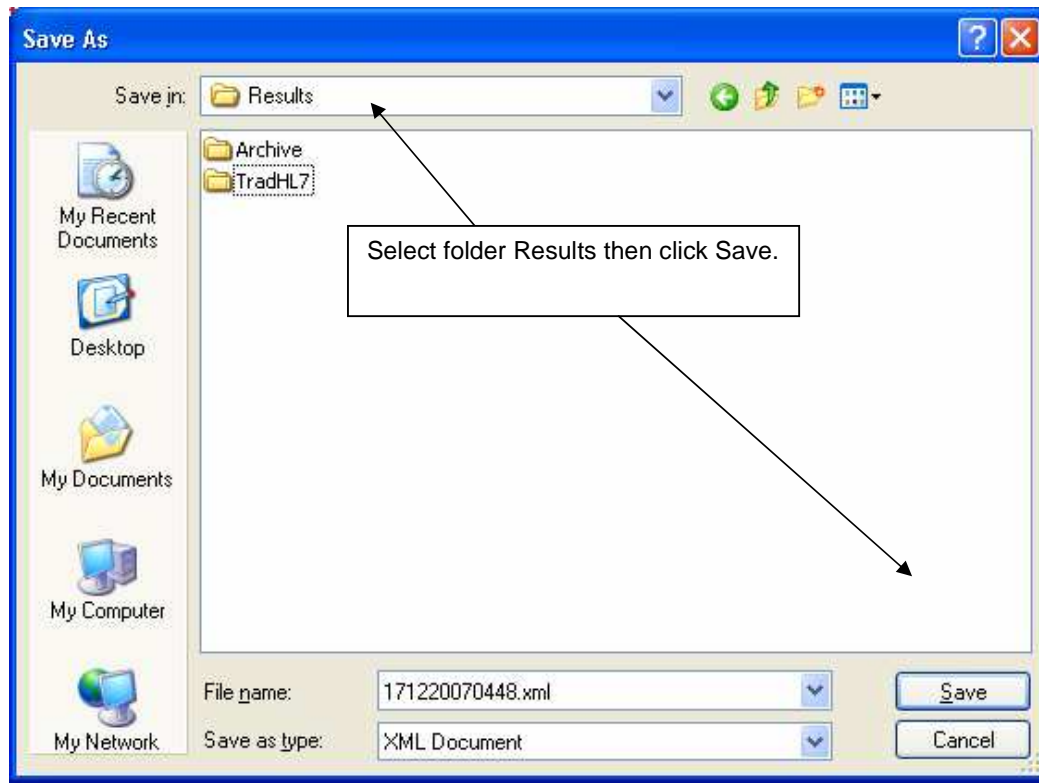 Save As
Save in:
Results
Archive
TradHL7
My Recent
Documents
Desktop
My Documents
My Computer
My Network
Select folder Results then click Save.
File name:
171220070448.xml
Save
Save as type:
XML Document
Cancel